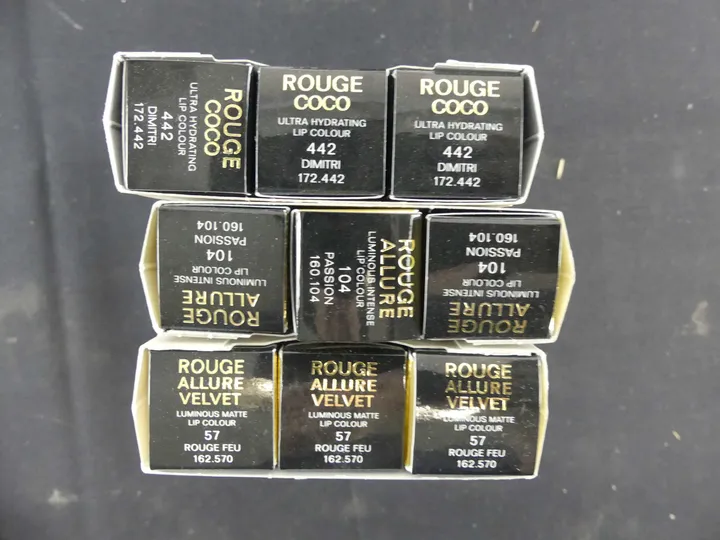 ROUGE
COCO
ULTRA HYDRATING
LIP COLOUR
442
DIMITRI
172.442
ROUGE
COCO
ULTRA HYDRATING
LIP COLOUR
442
DIMITRI
172.442
ROUGE
COCO
ULTRA HYDRATING
LIP COLOUR
442
DIMITRI
172.442
ROUGE
ALLURE
LUMINOUS INTENSE
LIP COLOUR
104
PASSION
160.104
ROUGE
ALLURE
LUMINOUS INTENSE
LIP COLOUR
104
PASSION
160.104
ROUGE
ALLURE
LUMINOUS INTENSE
LIP COLOUR
104
PASSION
160.104
ROUGE
ALLURE
VELVET
LUMINOUS MATTE
LIP COLOUR
57
ROUGE FEU
162.570
ROUGE
ALLURE
VELVET
LUMINOUS MATTE
LIP COLOUR
57
ROUGE FEU
162.570
ROUGE
ALLURE
VELVET
LUMINOUS MATTE
LIP COLOUR
57
ROUGE FEU
162.570